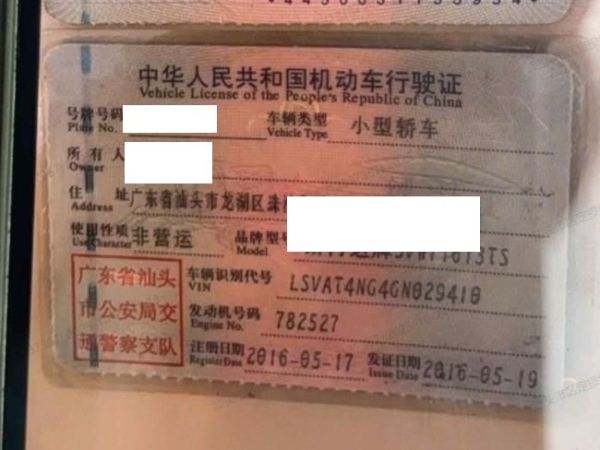 中华人民共和国机动车行驶证
Vehicle License of the People's Republic of China
号牌号码 车辆类型 小型轿车
Plate No. Vehicle Type
所有人
Owner
住 址 广东省汕头市龙湖区珠
Address
使用性质 非营运 品牌型号
Use Character Model
广东省汕头
市公安局交
通警察支队
车辆识别代号 LSVAT4NG4GN029410
VIN
发动机号码 782527
Engine No.
注册日期 2016-05-17 发证日期 2016-05-19
Register Date Issue Date